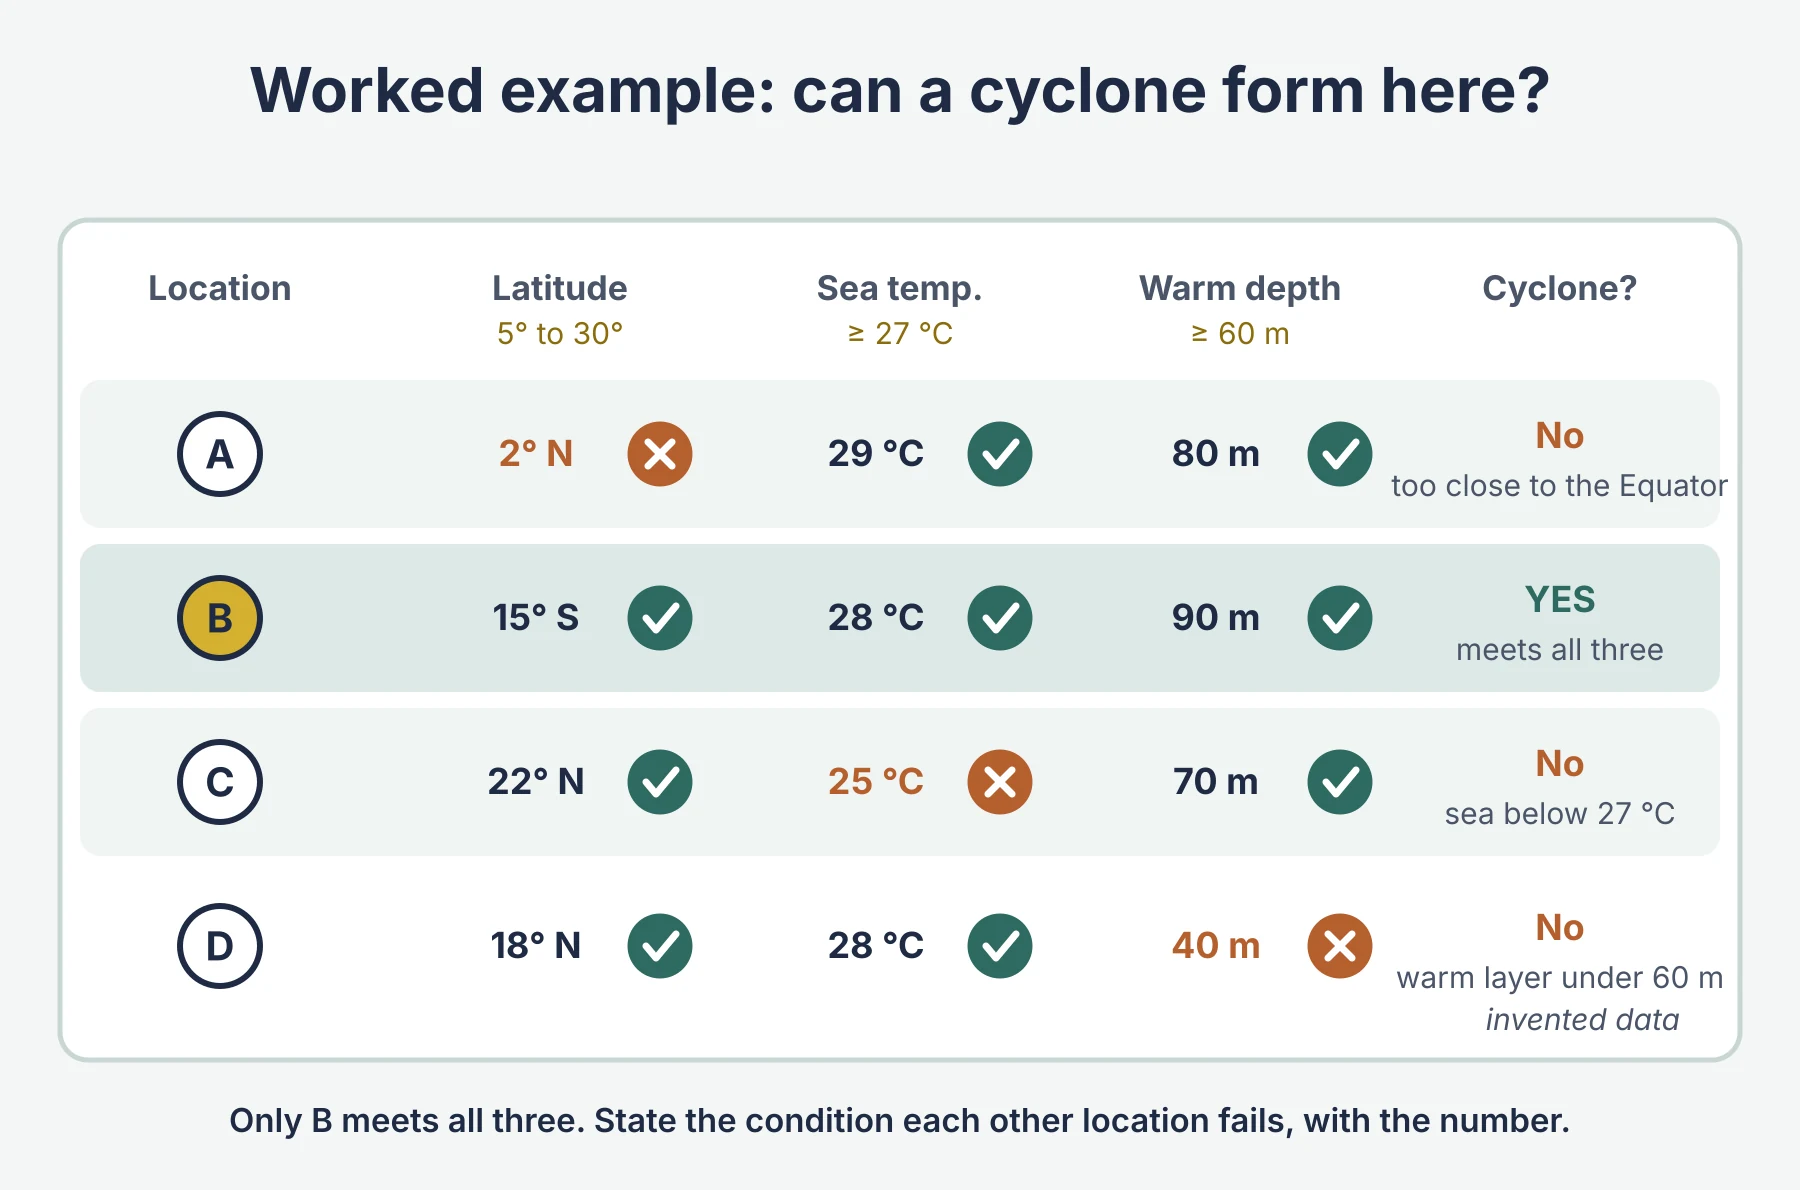 Worked example: can a cyclone form here?
Location Latitude Sea temp. Warm depth Cyclone?
5° to 30° ≥ 27 °C ≥ 60 m
A 2° N 29 °C 80 m No
too close to the Equator
B 15° S 28 °C 90 m YES
meets all three
C 22° N 25 °C 70 m No
sea below 27 °C
D 18° N 28 °C 40 m No
warm layer under 60 m
invented data
Only B meets all three. State the condition each other location fails, with the number.